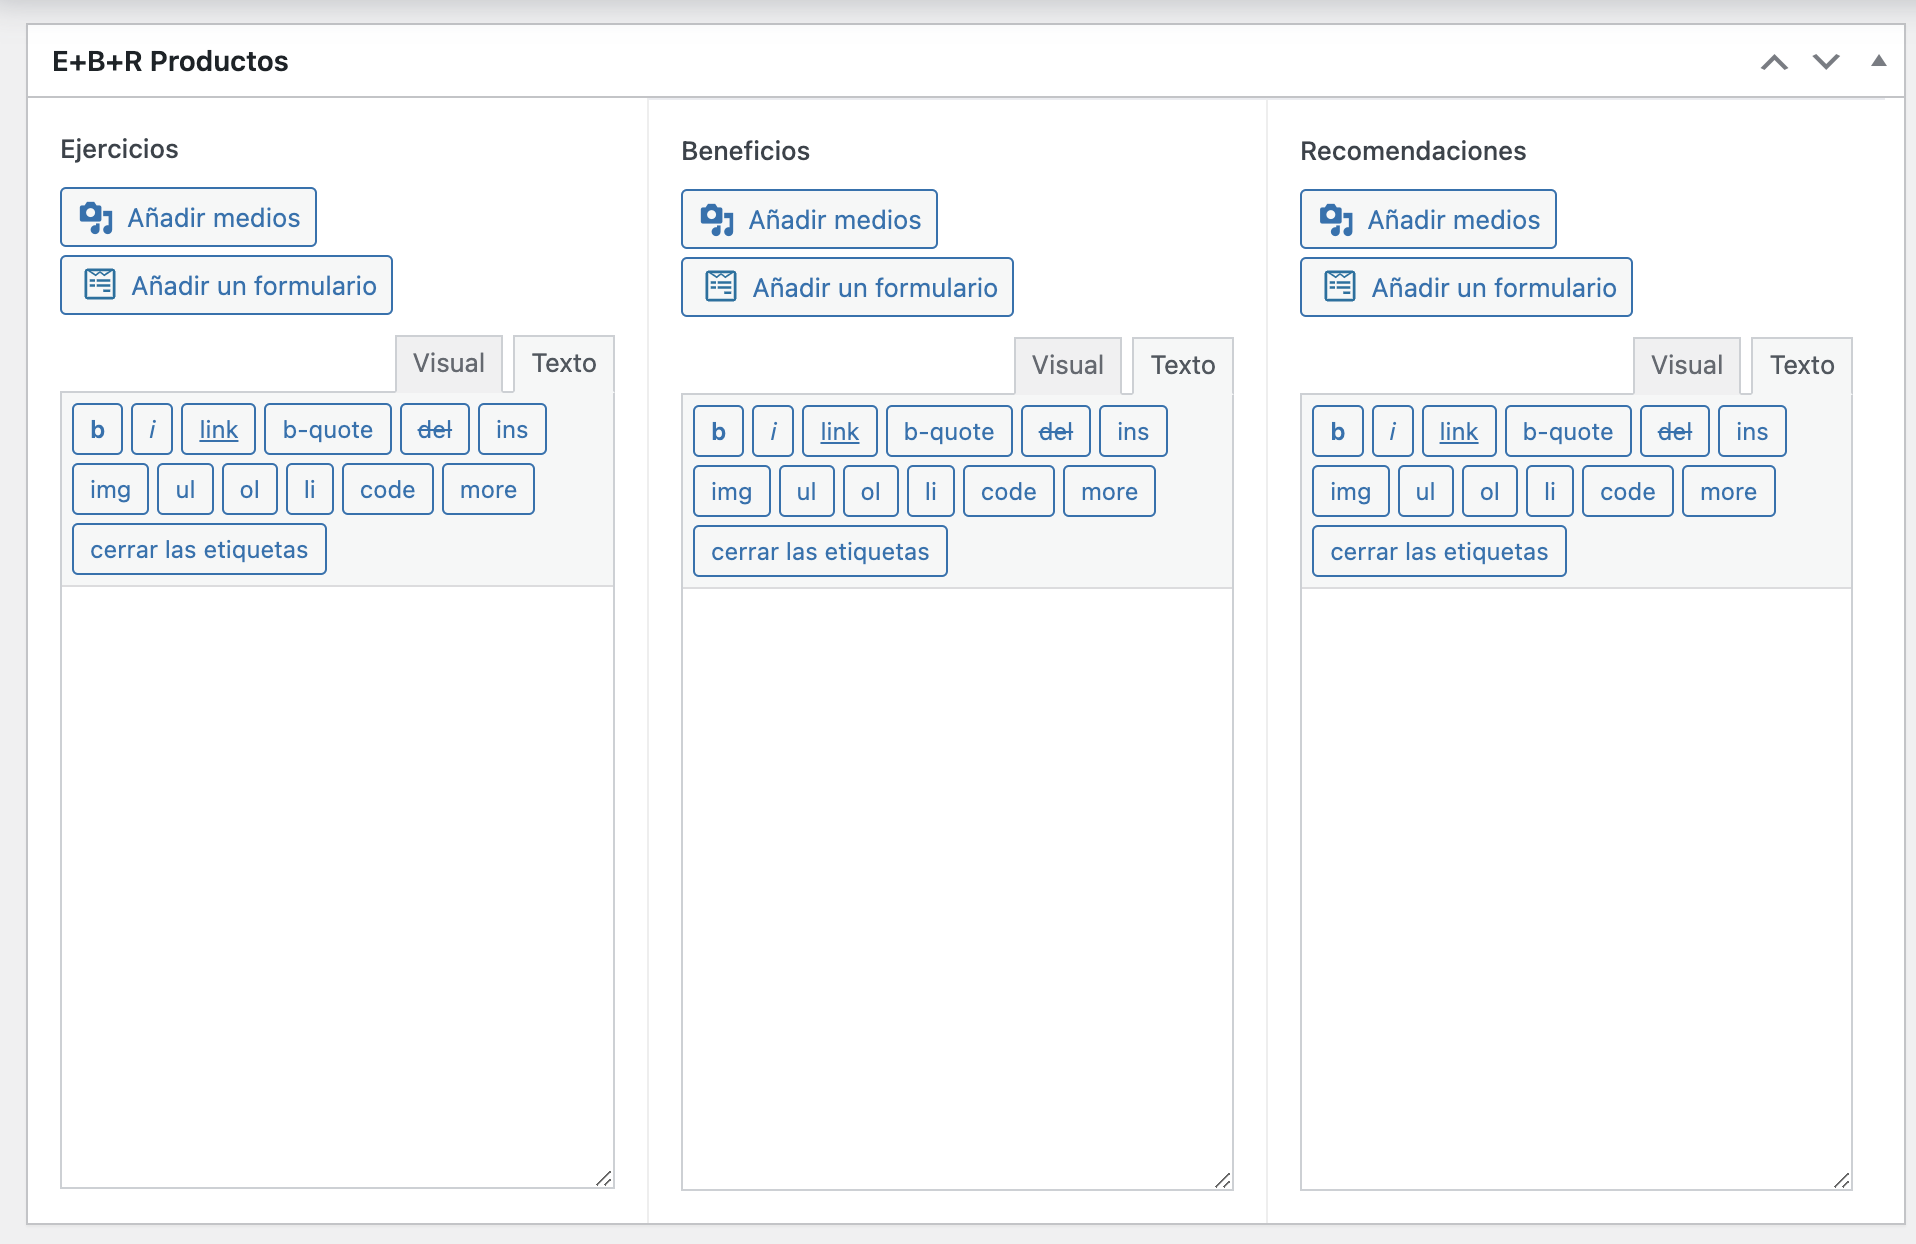 E+B+R Productos
Ejercicios
Añadir medios
Añadir un formulario
Visual Texto
b i link b-quote del ins
img ul ol li code more
cerrar las etiquetas
Beneficios
Añadir medios
Añadir un formulario
Visual Texto
b i link b-quote del ins
img ul ol li code more
cerrar las etiquetas
Recomendaciones
Añadir medios
Añadir un formulario
Visual Texto
b i link b-quote del ins
img ul ol li code more
cerrar las etiquetas